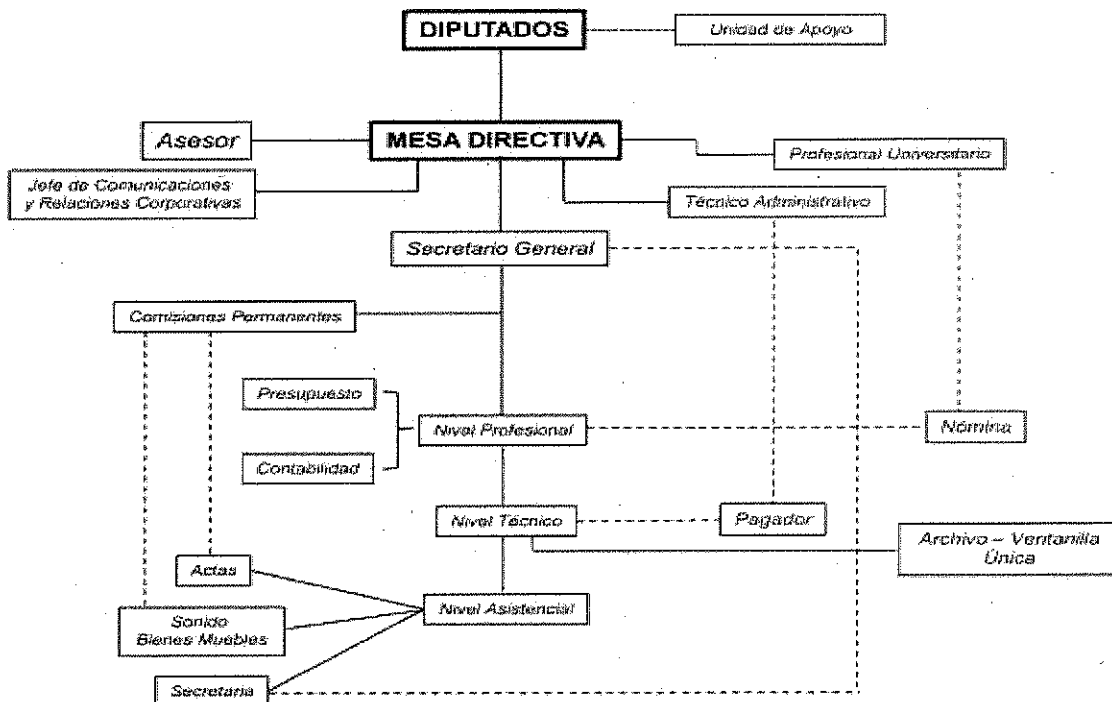 DIPUTADOS
Unidad de Apoyo
Asesor
MESA DIRECTIVA
Profesional Universitario
Jefe de Comunicaciones
y Relaciones Corporativas
Técnico Administrativo
Secretario General
Comisiones Permanentes
Presupuesto
Nivel Profesional
Nómina
Contabilidad
Nivel Técnico
Pagador
Archivo – Ventanilla
Única
Actas
Nivel Asistencial
Sonido
Bienes Muebles
Secretaria